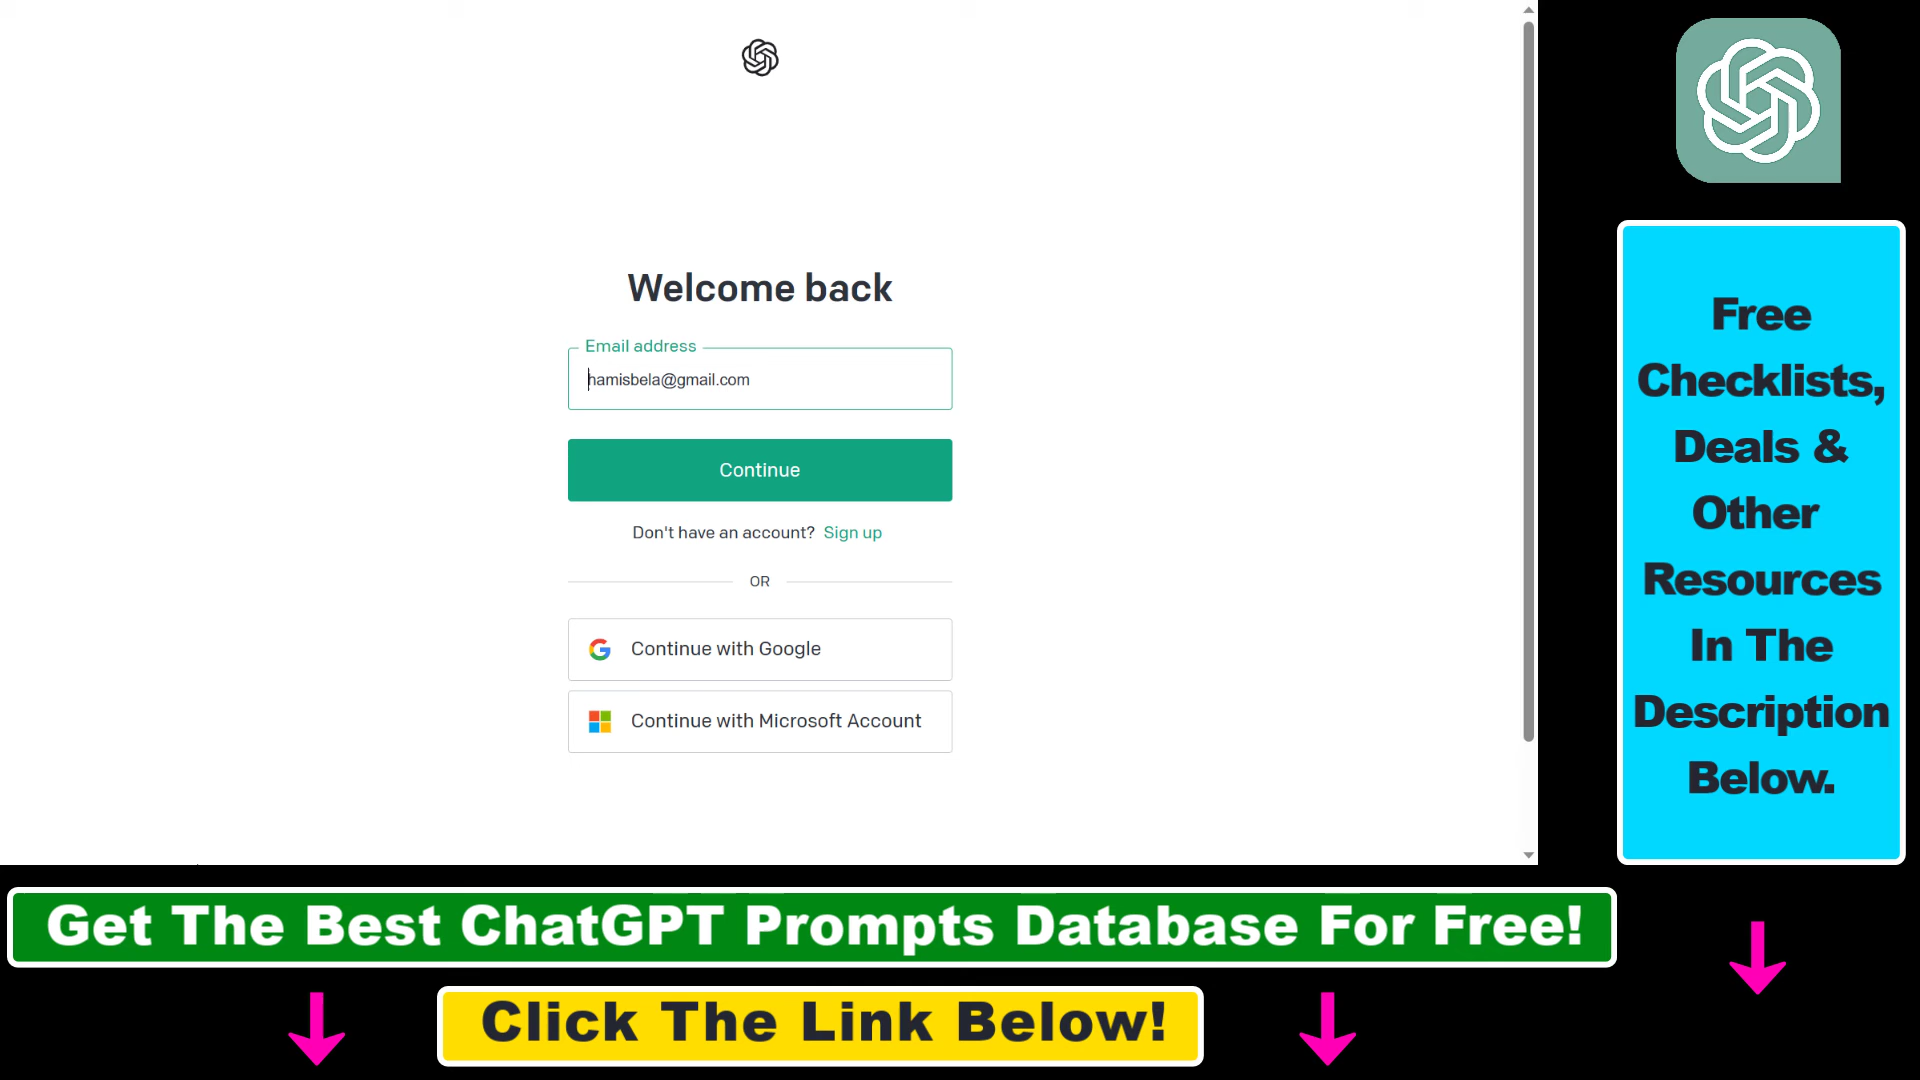 Welcome back
Email address
hamisbela@gmail.com
Continue
Don't have an account? Sign up
OR
Continue with Google
Continue with Microsoft Account
Free
Checklists,
Deals &
Other
Resources
In The
Description
Below.
Get The Best ChatGPT Prompts Database For Free!
Click The Link Below!